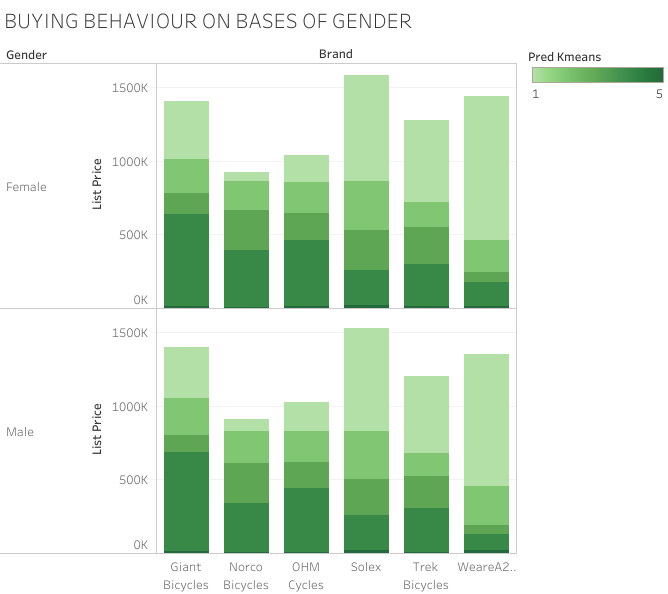 BUYING BEHAVIOUR ON BASES OF GENDER
Gender
Brand
Pred Kmeans
1 5
Female
List Price
1500K
1000K
500K
0K
Male
List Price
1500K
1000K
500K
0K
Giant Bicycles
Norco Bicycles
OHM Cycles
Solex
Trek Bicycles
WeareA2..